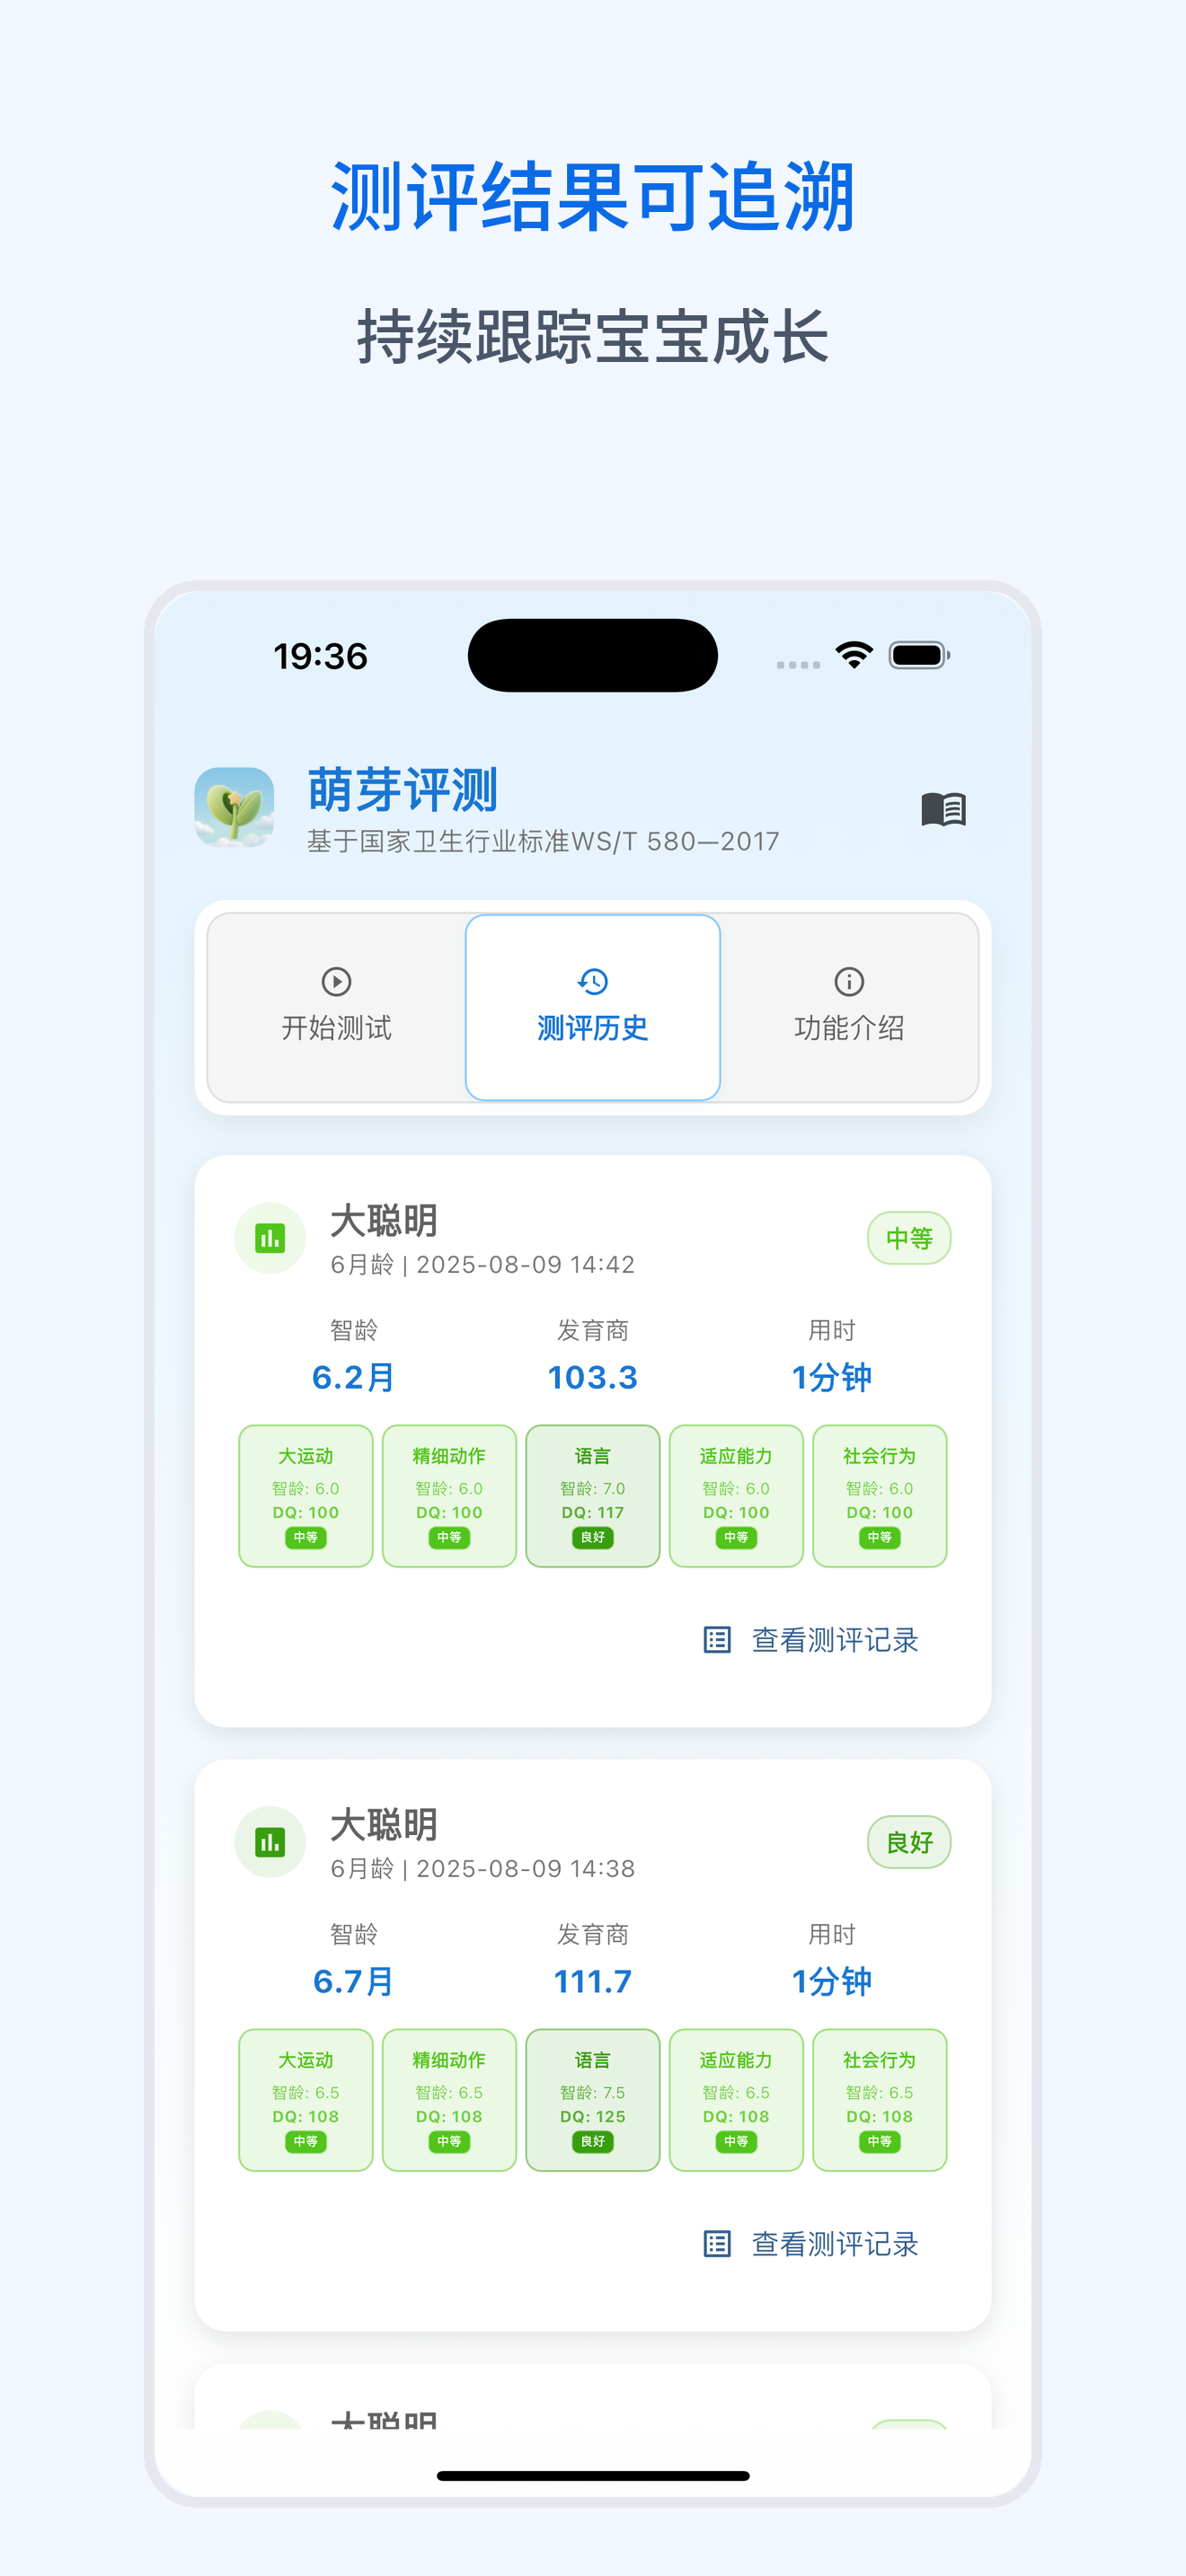 测评结果可追溯
持续跟踪宝宝成长
19:36
萌芽评测
基于国家卫生行业标准WS/T 580—2017
开始测试 测评历史 功能介绍
大聪明
中等
6月龄 | 2025-08-09 14:42
智龄 发育商 用时
6.2月 103.3 1分钟
大运动 精细动作 语言 适应能力 社会行为
智龄: 6.0 智龄: 6.0 智龄: 7.0 智龄: 6.0 智龄: 6.0
DQ: 100 DQ: 100 DQ: 117 DQ: 100 DQ: 100
中等 中等 良好 中等 中等
查看测评记录
大聪明
良好
6月龄 | 2025-08-09 14:38
智龄 发育商 用时
6.7月 111.7 1分钟
大运动 精细动作 语言 适应能力 社会行为
智龄: 6.5 智龄: 6.5 智龄: 7.5 智龄: 6.5 智龄: 6.5
DQ: 108 DQ: 108 DQ: 125 DQ: 108 DQ: 108
中等 中等 良好 中等 中等
查看测评记录
大聪明